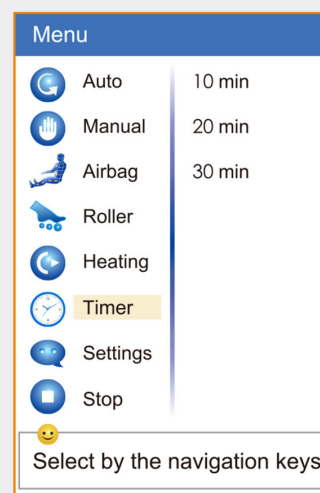 Menu
Auto
10 min
Manual
20 min
Airbag
30 min
Roller
Heating
Timer
Settings
Stop
Select by the navigation keys